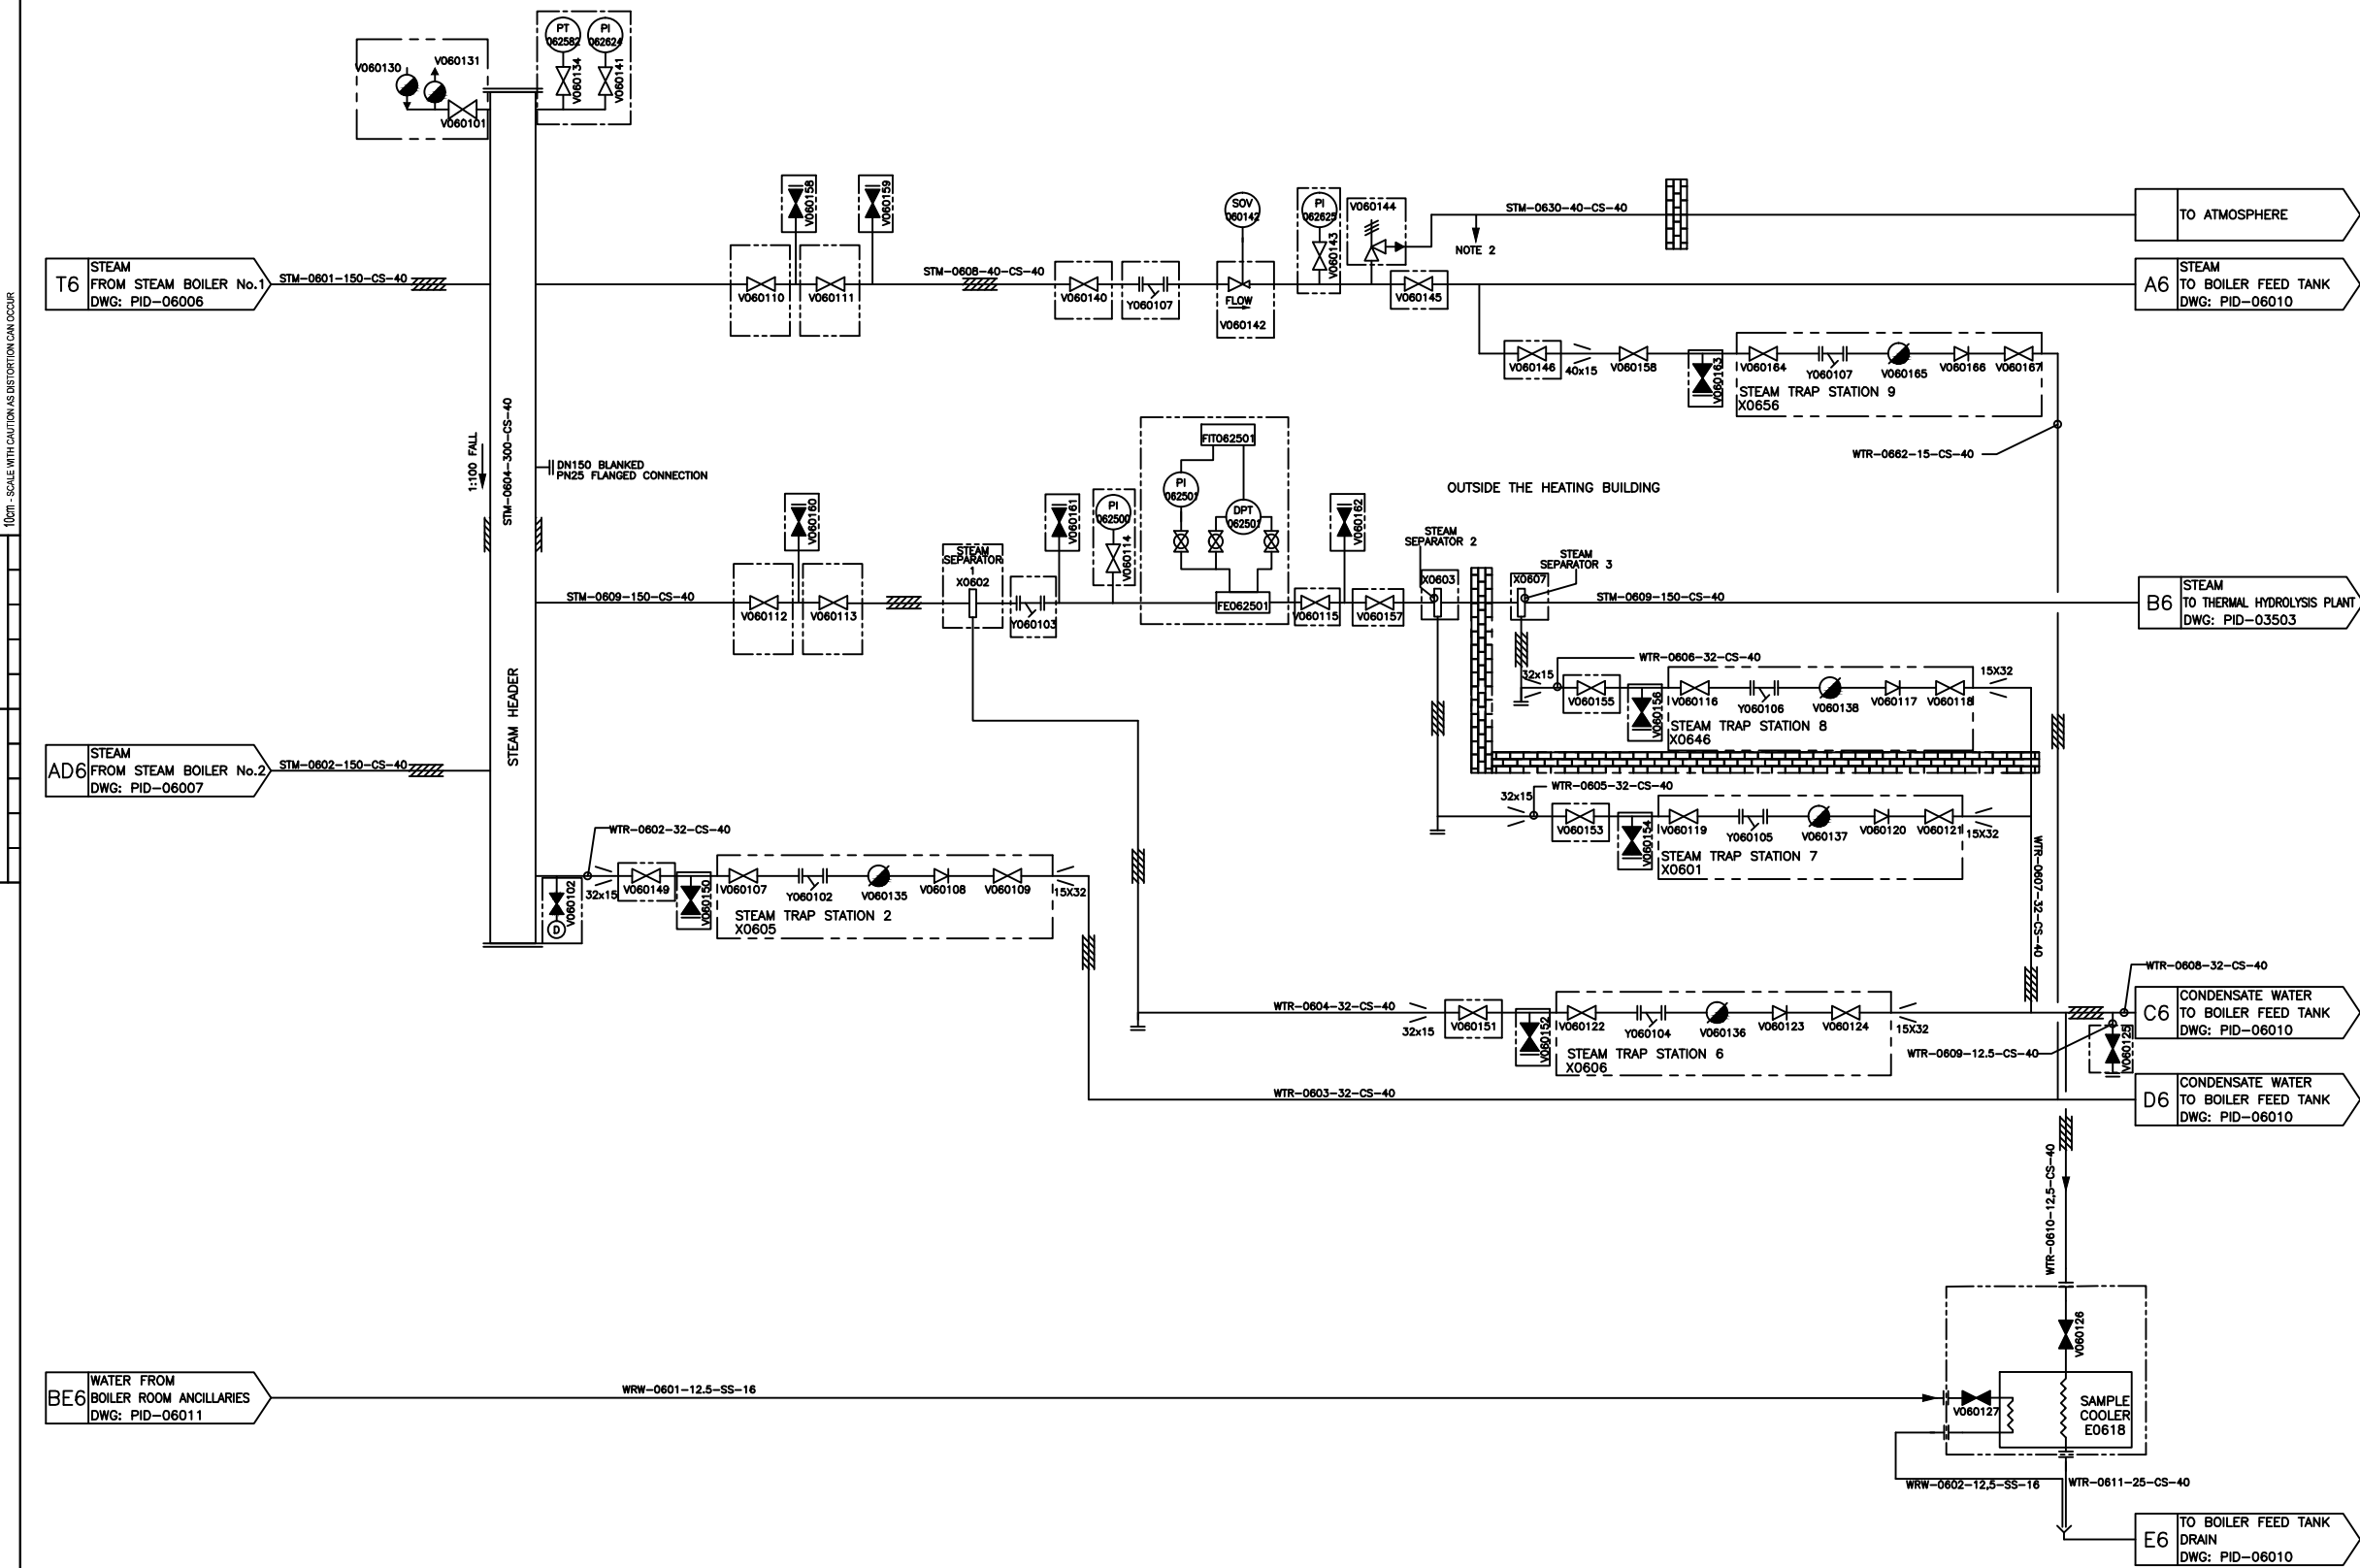 10cm - SCALE WITH CAUTION AS DISTORTION CAN OCCUR
V060130
V060131
V060101
PT
062582
PI
062624
V060134
V060141
V060158
V060159
SOV
060142
PI
062625
V060143
V060144
STM-0630-40-CS-40
NOTE 2
TO ATMOSPHERE
T6
STEAM
FROM STEAM BOILER No.1
DWG: PID-06006
STM-0601-150-CS-40
V060110
V060111
STM-0608-40-CS-40
V060140
Y060107
FLOW
V060142
V060145
A6
STEAM
TO BOILER FEED TANK
DWG: PID-06010
V060146
40x15
V060158
V060163
V060164
Y060107
V060165
V060166
V060167
STEAM TRAP STATION 9
X0656
WTR-0662-15-CS-40
1:100 FALL
STM-0604-300-CS-40
DN150 BLANKED
PN25 FLANGED CONNECTION
FIT062501
PI
062501
DPT
062501
OUTSIDE THE HEATING BUILDING
V060160
V060161
PI
062500
V060114
V060162
STEAM
SEPARATOR 2
STEAM
SEPARATOR 3
STEAM
SEPARATOR
1
X0602
X0603
X0607
STM-0609-150-CS-40
V060112
V060113
Y060103
FE062501
V060115
V060157
STM-0609-150-CS-40
B6
STEAM
TO THERMAL HYDROLYSIS PLANT
DWG: PID-03503
WTR-0606-32-CS-40
32x15
V060155
V060156
V060116
Y060106
V060138
V060117
V060118
15X32
STEAM TRAP STATION 8
X0646
STEAM HEADER
AD6
STEAM
FROM STEAM BOILER No.2
DWG: PID-06007
STM-0602-150-CS-40
WTR-0605-32-CS-40
32x15
V060153
V060154
V060119
Y060105
V060137
V060120
V060121
15X32
STEAM TRAP STATION 7
X0601
WTR-0607-32-CS-40
WTR-0602-32-CS-40
V060102
D
32x15
V060149
V060150
V060107
Y060102
V060135
V060108
V060109
15X32
STEAM TRAP STATION 2
X0605
WTR-0608-32-CS-40
WTR-0604-32-CS-40
32x15
V060151
V060152
V060122
Y060104
V060136
V060123
V060124
15X32
STEAM TRAP STATION 6
X0606
WTR-0609-12.5-CS-40
V060125
C6
CONDENSATE WATER
TO BOILER FEED TANK
DWG: PID-06010
WTR-0603-32-CS-40
D6
CONDENSATE WATER
TO BOILER FEED TANK
DWG: PID-06010
WTR-0610-12,5-CS-40
V060126
BE6
WATER FROM
BOILER ROOM ANCILLARIES
DWG: PID-06011
WRW-0601-12.5-SS-16
V060127
SAMPLE
COOLER
E0618
WRW-0602-12,5-SS-16
WTR-0611-25-CS-40
E6
TO BOILER FEED TANK
DRAIN
DWG: PID-06010